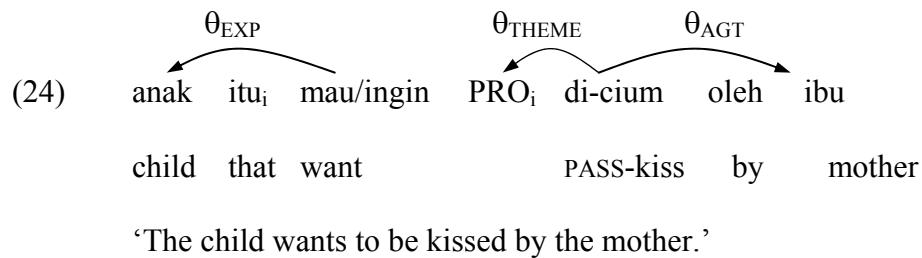 θEXP θTHEME θAGT
(24) anak ituᵢ mau/ingin PROᵢ di-cium oleh ibu
child that want PASS-kiss by mother
‘The child wants to be kissed by the mother.’